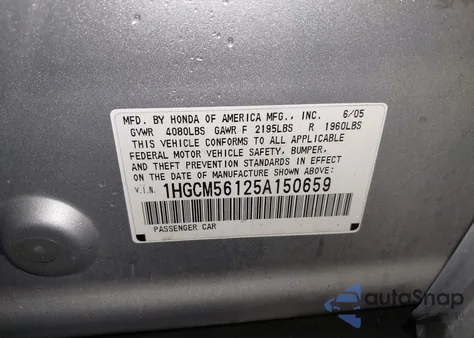 MFD. BY HONDA OF AMERICA MFG., INC. 6/05
GVWR 4080LBS GAWR F 2195LBS R 1960LBS
THIS VEHICLE CONFORMS TO ALL APPLICABLE
FEDERAL MOTOR VEHICLE SAFETY, BUMPER,
AND THEFT PREVENTION STANDARDS IN EFFECT
ON THE DATE OF MANUFACTURE SHOWN ABOVE:
V.I.N. 1HGCM56125A150659
PASSENGER CAR
autoSnap